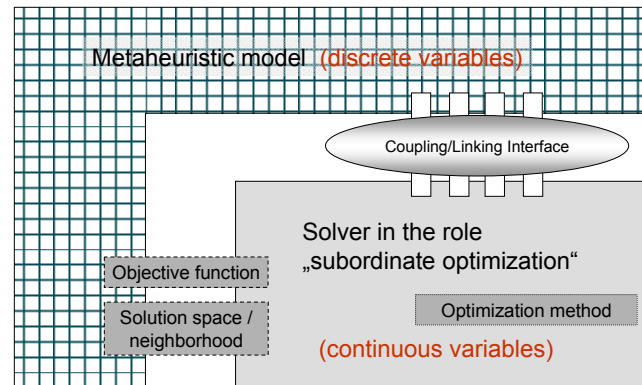 Metaheuristic model (discrete variables)
Coupling/Linking Interface
Solver in the role
„subordinate optimization“
Objective function
Optimization method
Solution space /
neighborhood
(continuous variables)